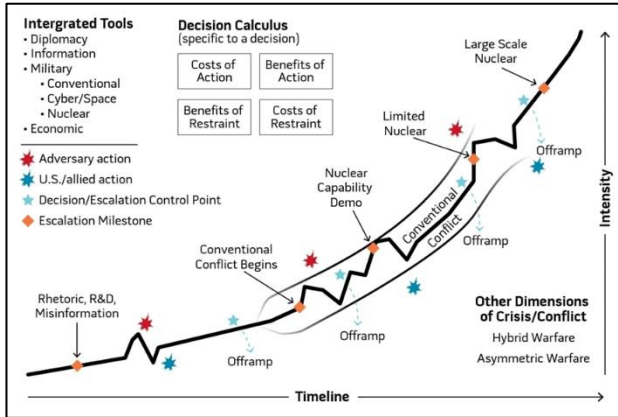 Intergrated Tools
• Diplomacy
• Information
• Military
• Conventional
• Cyber/Space
• Nuclear
• Economic
Adversary action
U.S./allied action
Decision/Escalation Control Point
Escalation Milestone
Decision Calculus
(specific to a decision)
Costs of
Action
Benefits of
Action
Benefits of
Restraint
Costs of
Restraint
Large Scale
Nuclear
Limited
Nuclear
Offramp
Nuclear
Capability
Demo
Conventional
Conflict
Offramp
Conventional
Conflict Begins
Rhetoric, R&D,
Misinformation
Offramp
Offramp
Other Dimensions
of Crisis/Conflict
Hybrid Warfare
Asymmetric Warfare
Intensity
Timeline